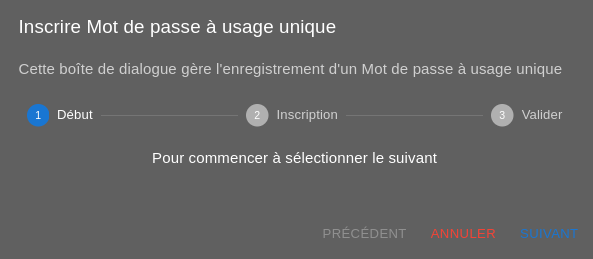 Inscrire Mot de passe à usage unique
Cette boîte de dialogue gère l'enregistrement d'un Mot de passe à usage unique
1 Début 2 Inscription 3 Valider
Pour commencer à sélectionner le suivant
PRÉCÉDENT ANNULER SUIVANT